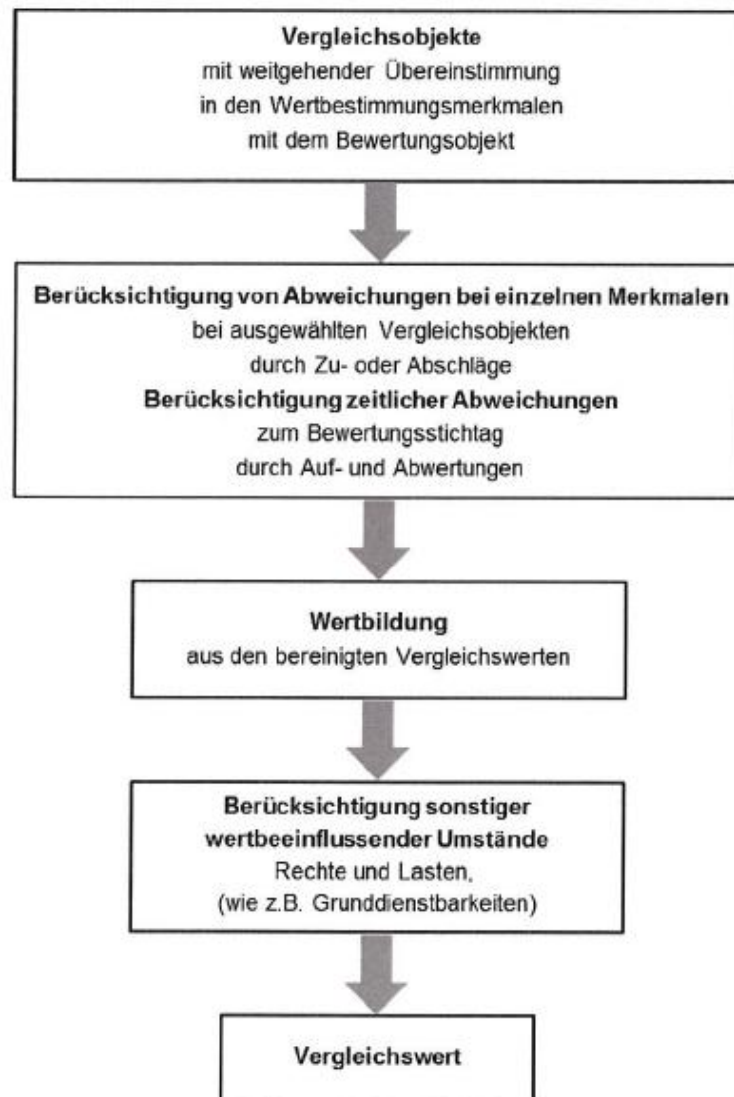 Vergleichsobjekte
mit weitgehender Übereinstimmung
in den Wertbestimmungsmerkmalen
mit dem Bewertungsobjekt
Berücksichtigung von Abweichungen bei einzelnen Merkmalen
bei ausgewählten Vergleichsobjekten
durch Zu- oder Abschläge
Berücksichtigung zeitlicher Abweichungen
zum Bewertungsstichtag
durch Auf- und Abwertungen
Wertbildung
aus den bereinigten Vergleichswerten
Berücksichtigung sonstiger
wertbeeinflussender Umstände
Rechte und Lasten,
(wie z.B. Grunddienstbarkeiten)
Vergleichswert